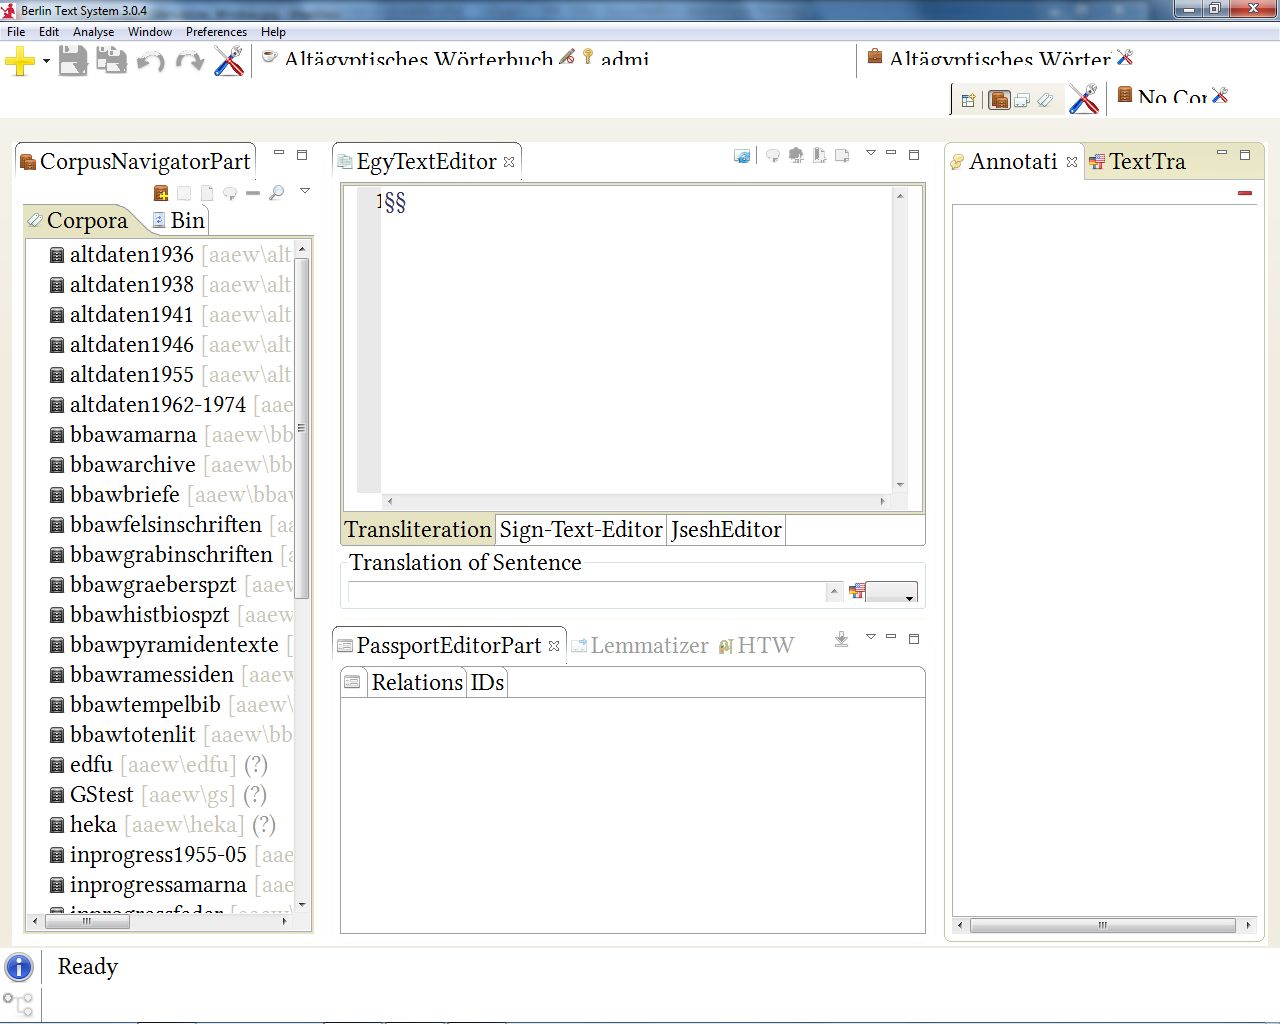 Berlin Text System 3.0.4
File Edit Analyse Window Preferences Help
Altägyptisches Wörterbuch admi Altägyptisches Wörter
No Cor
CorpusNavigatorPart
Corpora Bin
altdaten1936 [aaew\alt
altdaten1938 [aaew\alt
altdaten1941 [aaew\alt
altdaten1946 [aaew\alt
altdaten1955 [aaew\alt
altdaten1962-1974 [aae
bbawamarna [aaew\bb
bbawarchive [aaew\bb
bbawbriefe [aaew\bbaw
bbawfelsinschriften [aa
bbawgrabinschriften [a
bbawgraeberspzt [aaew
bbawhistbiospzt [aaew
bbawpyramidentexte [
bbawramessiden [aaew
bbawtempelbib [aaew\
bbawtotenlit [aaew\bb
edfu [aaew\edfu] (?)
GStest [aaew\gs] (?)
heka [aaew\heka] (?)
inprogress1955-05 [aae
inprogressamarna [aae
EgyTextEditor
1§§
Transliteration Sign-Text-Editor JseshEditor
Translation of Sentence
PassportEditorPart Lemmatizer HTW
Relations IDs
Annotati TextTra
Ready